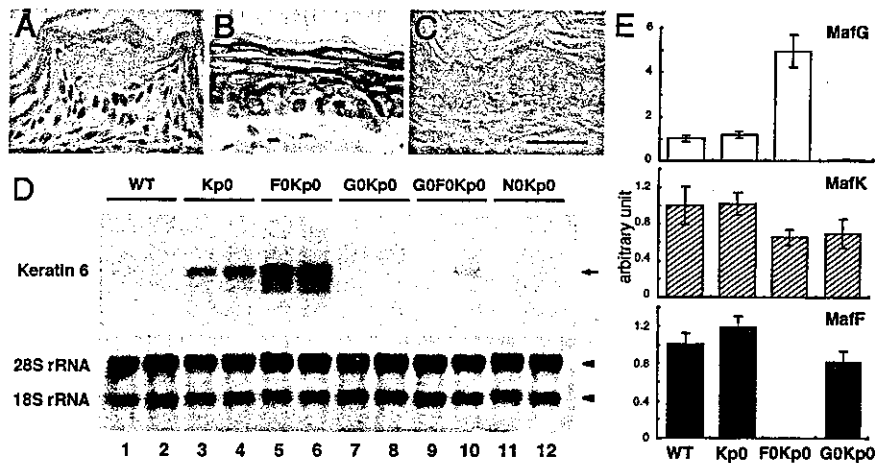 A
B
C
D
WT Kp0 F0Kp0 G0Kp0 G0F0Kp0 N0Kp0
Keratin 6
28S rRNA
18S rRNA
1 2 3 4 5 6 7 8 9 10 11 12
E
MafG
6
4
2
0
MafK
1.2
0.8
0.4
0
arbitrary unit
MafF
1.2
0.8
0.4
0
WT Kp0 F0Kp0 G0Kp0